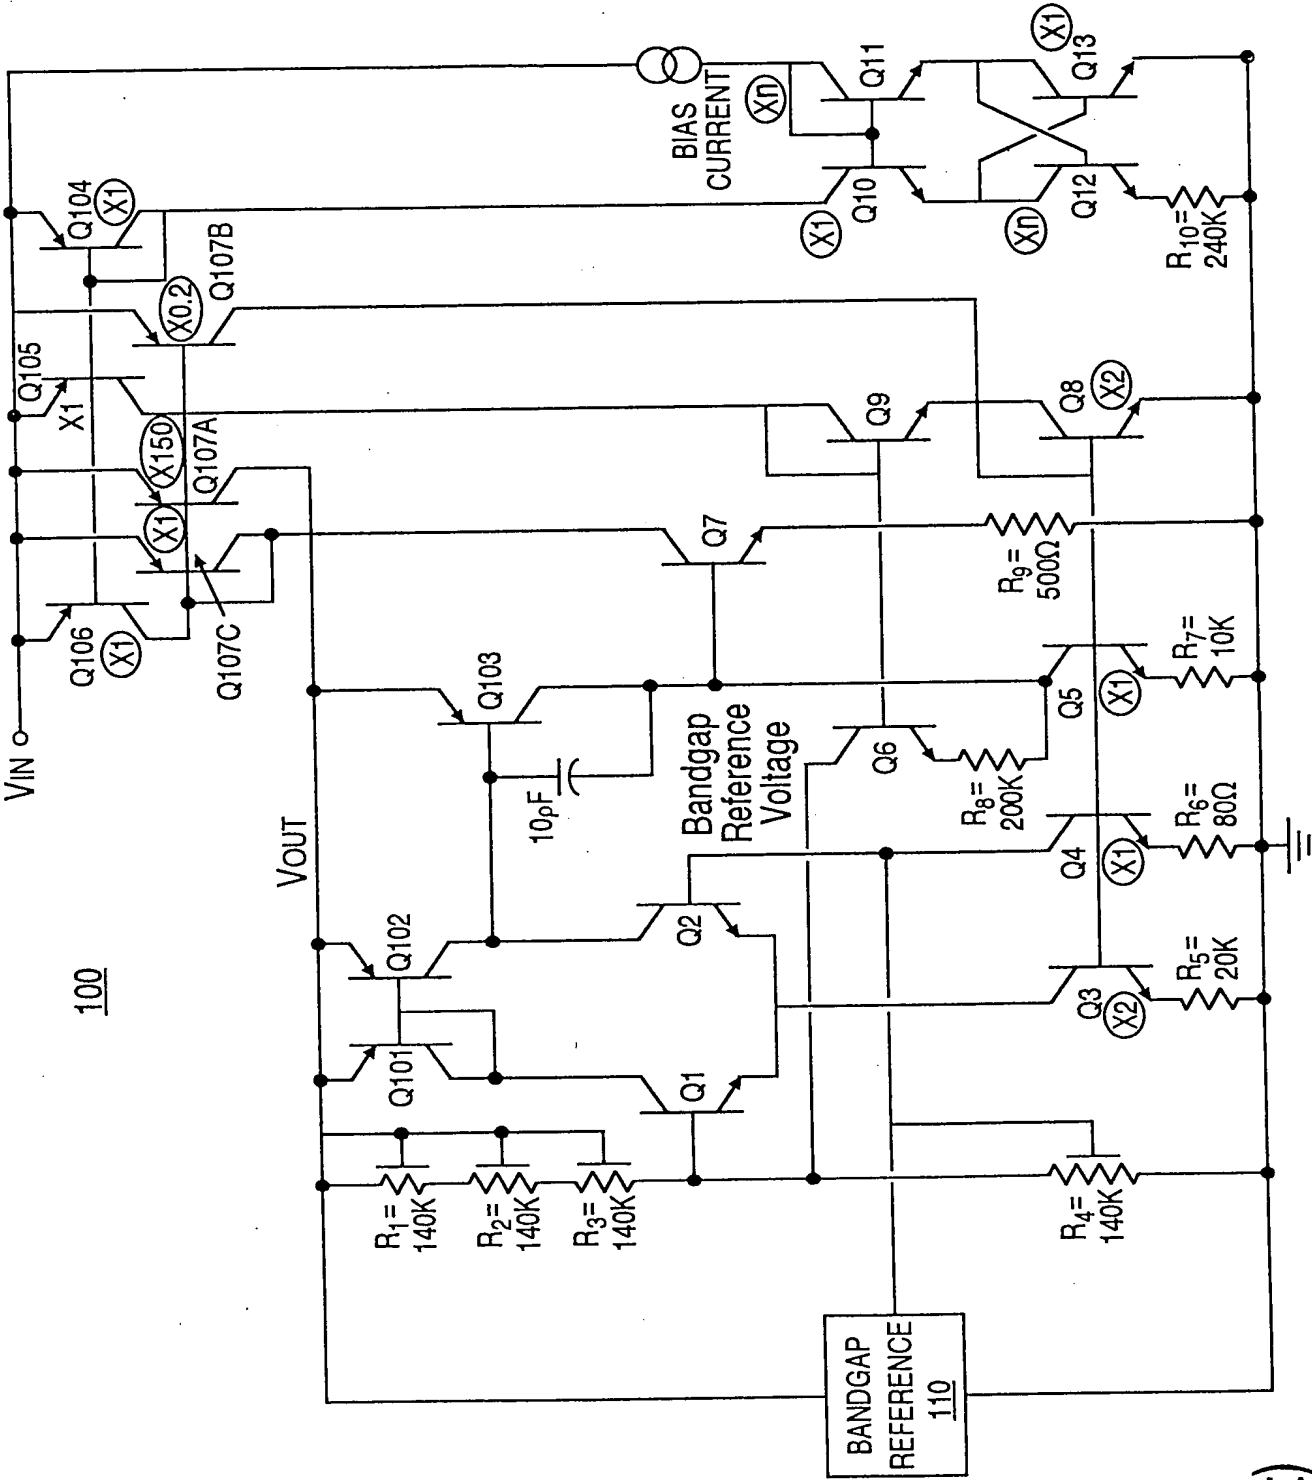 100
VIN
VOUT
Q106
X1
Q107C
X1
X150
Q107A
Q105
X1
X0.2
Q107B
Q104
X1
BIAS
CURRENT
Xn
Q11
X1
Q10
Xn
Q12
X1
Q13
R10=
240K
Q9
Q8
X2
Q7
R9=
500Ω
Q103
10pF
Bandgap
Reference
Voltage
Q6
R8=
200K
Q5
X1
R7=
10K
Q4
X1
R6=
80Ω
Q3
X2
R5=
20K
Q102
Q101
Q2
Q1
R1=
140K
R2=
140K
R3=
140K
R4=
140K
BANDGAP
REFERENCE
110